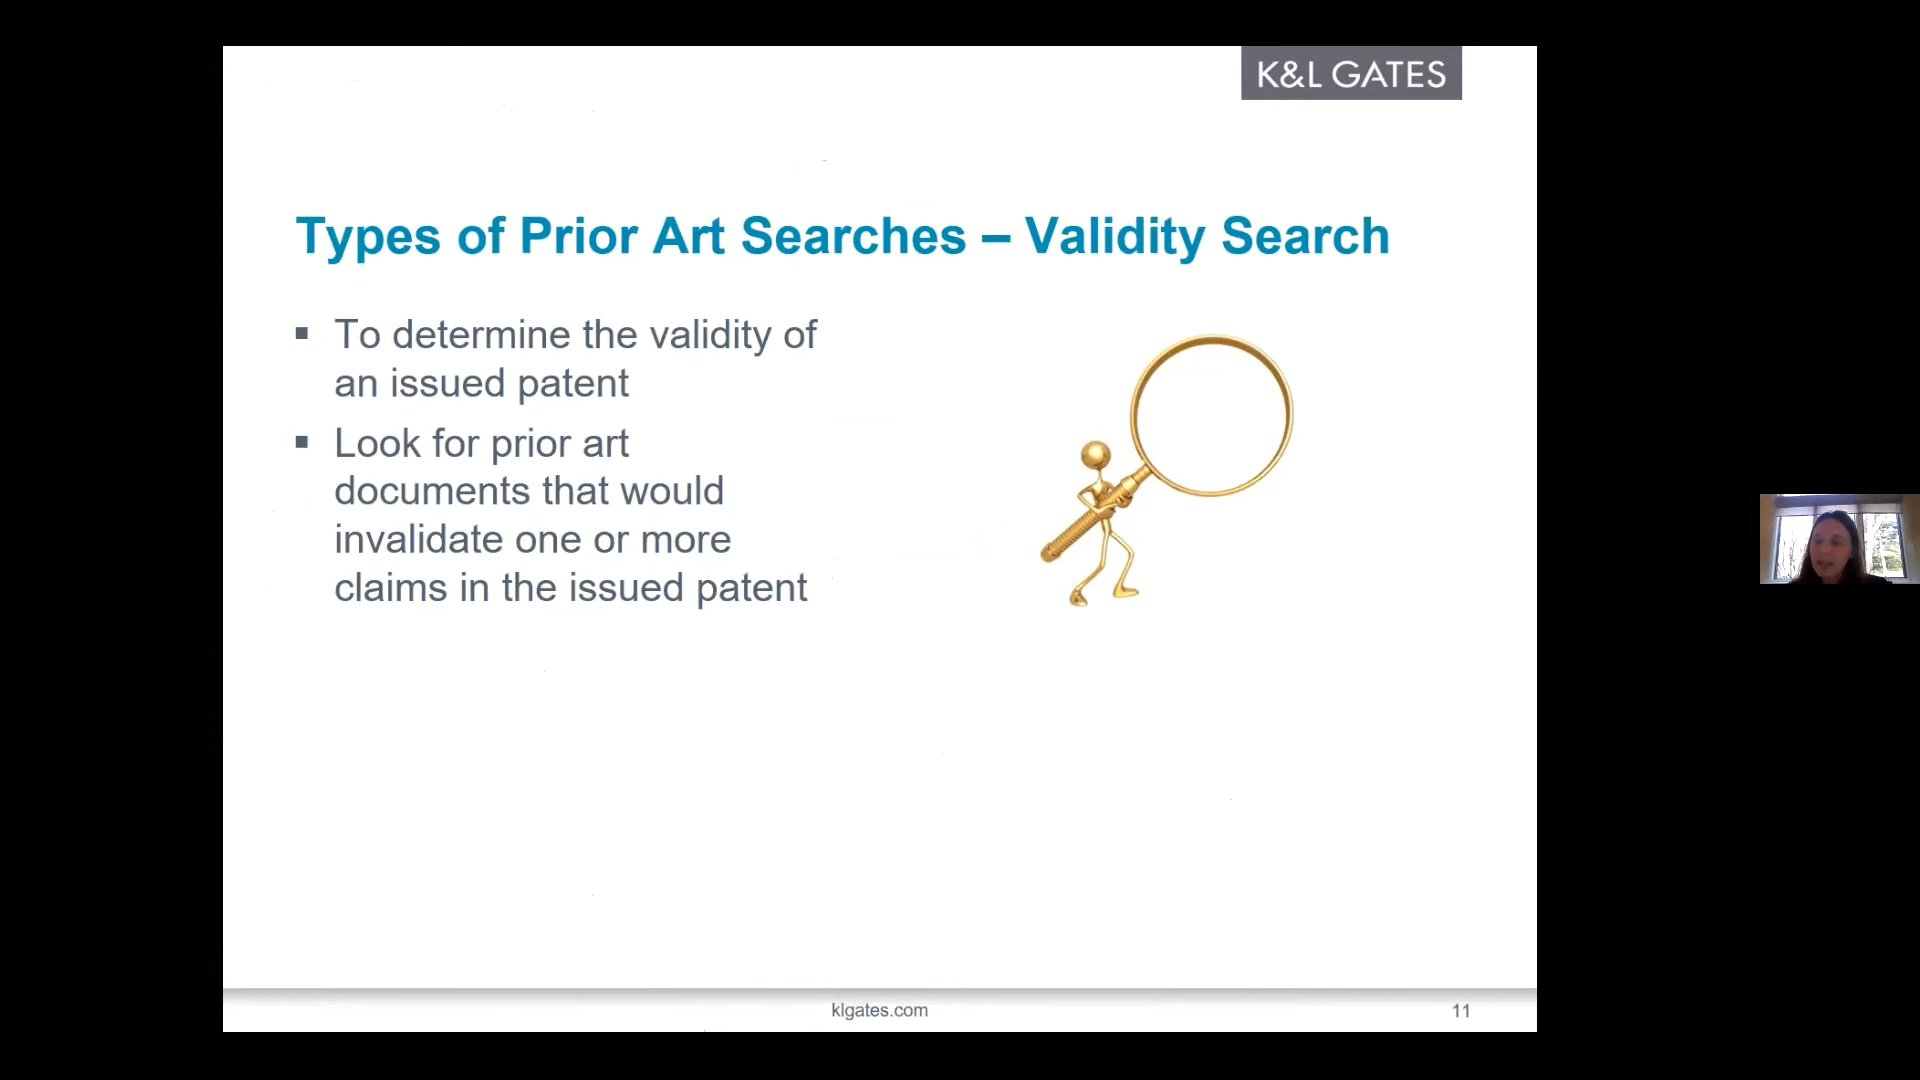 K&L GATES
Types of Prior Art Searches – Validity Search
▪ To determine the validity of
an issued patent
▪ Look for prior art
documents that would
invalidate one or more
claims in the issued patent
klgates.com
11